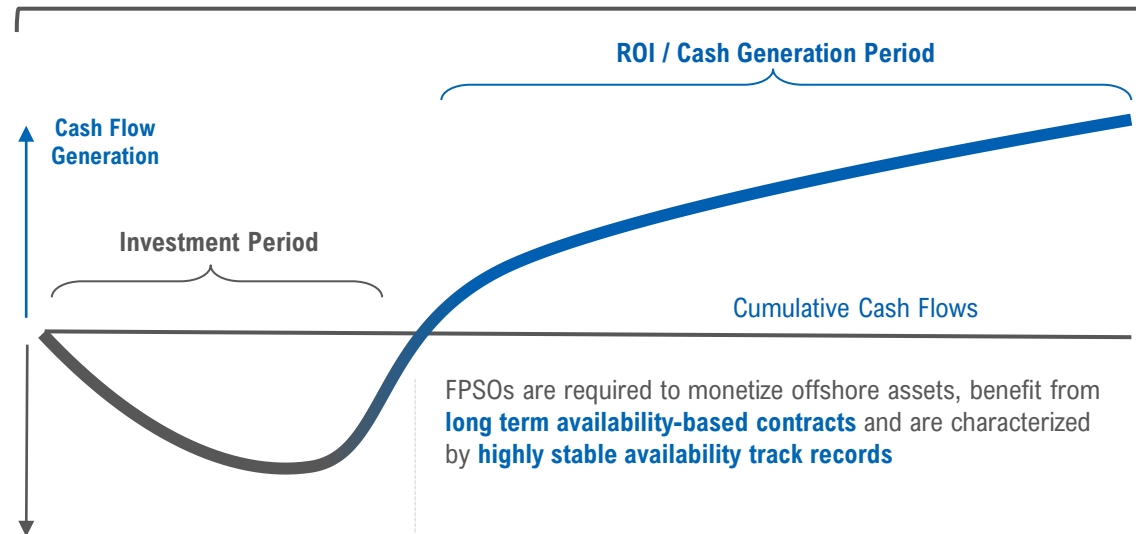 ROI / Cash Generation Period
Cash Flow
Generation
Investment Period
Cumulative Cash Flows
FPSOs are required to monetize offshore assets, benefit from
long term availability-based contracts and are characterized
by highly stable availability track records